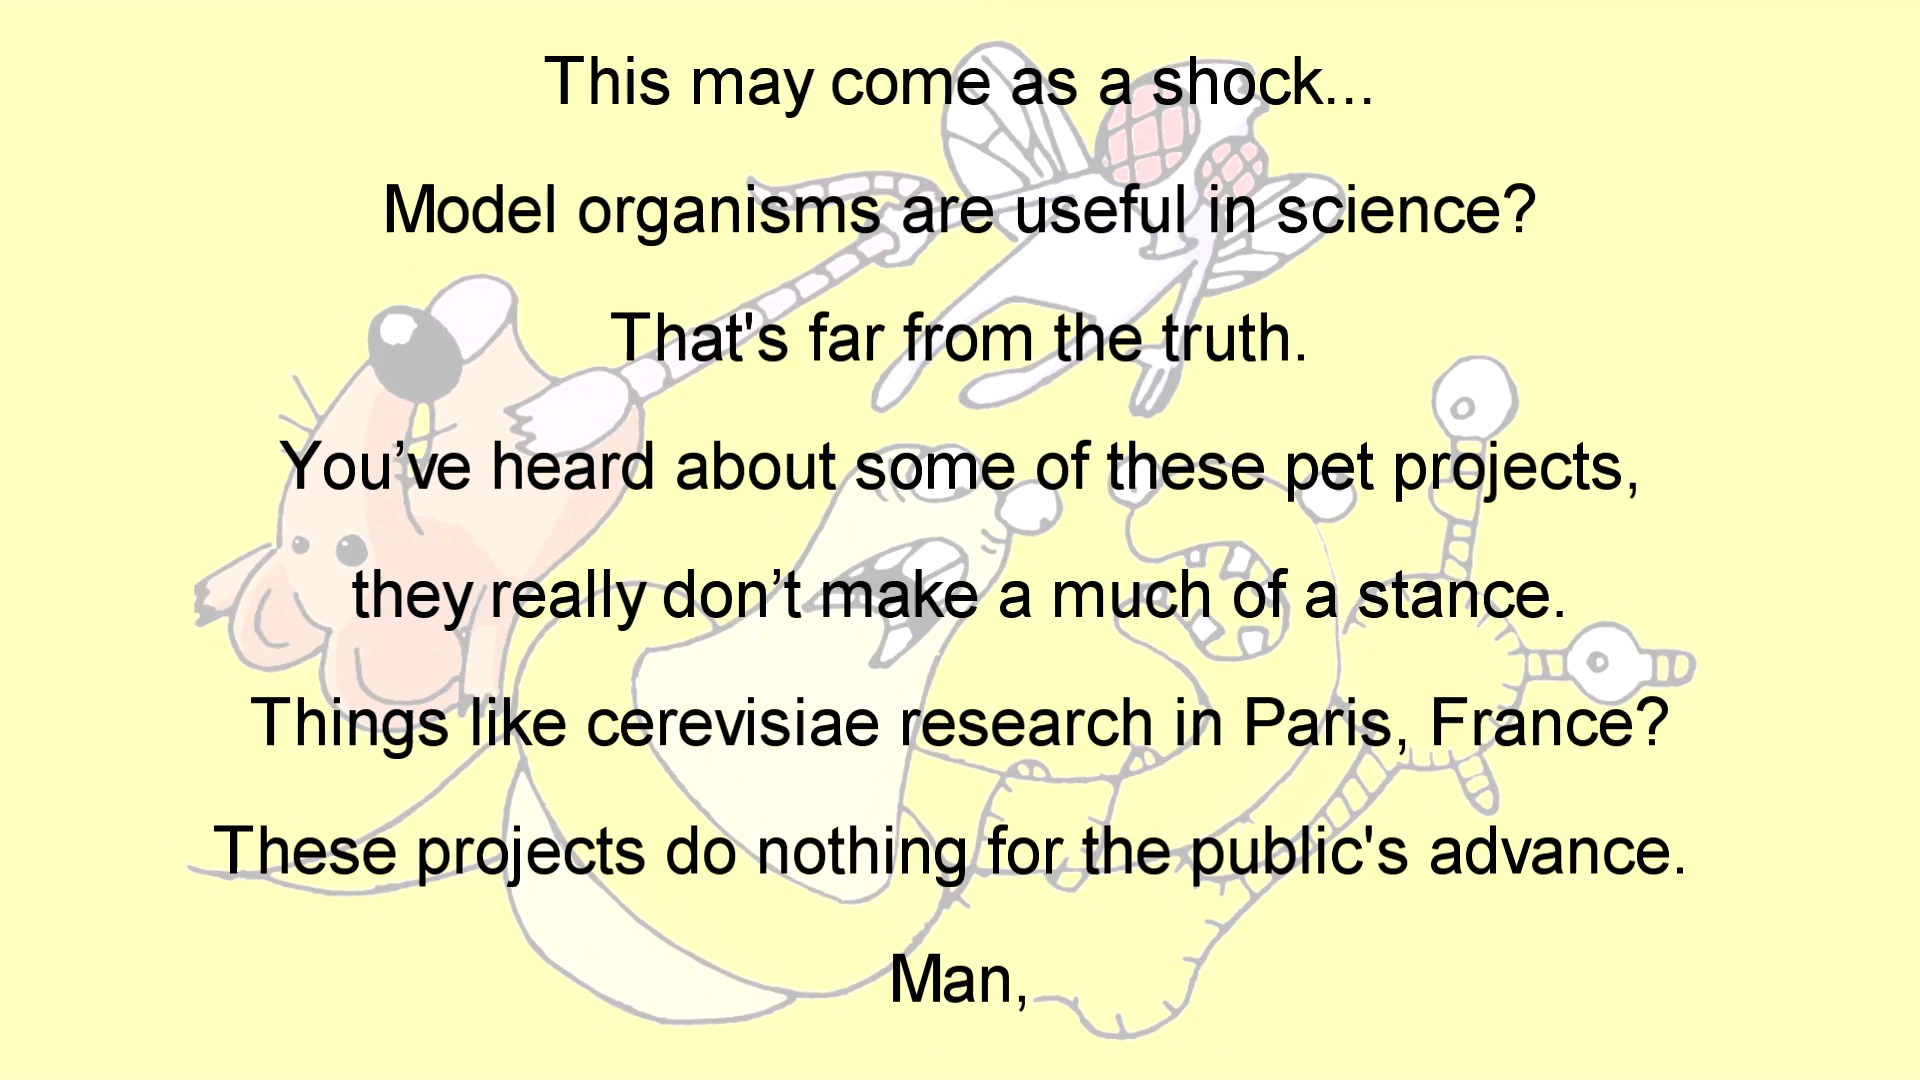 This may come as a shock...
Model organisms are useful in science?
That's far from the truth.
You’ve heard about some of these pet projects,
they really don’t make a much of a stance.
Things like cerevisiae research in Paris, France?
These projects do nothing for the public's advance.
Man,